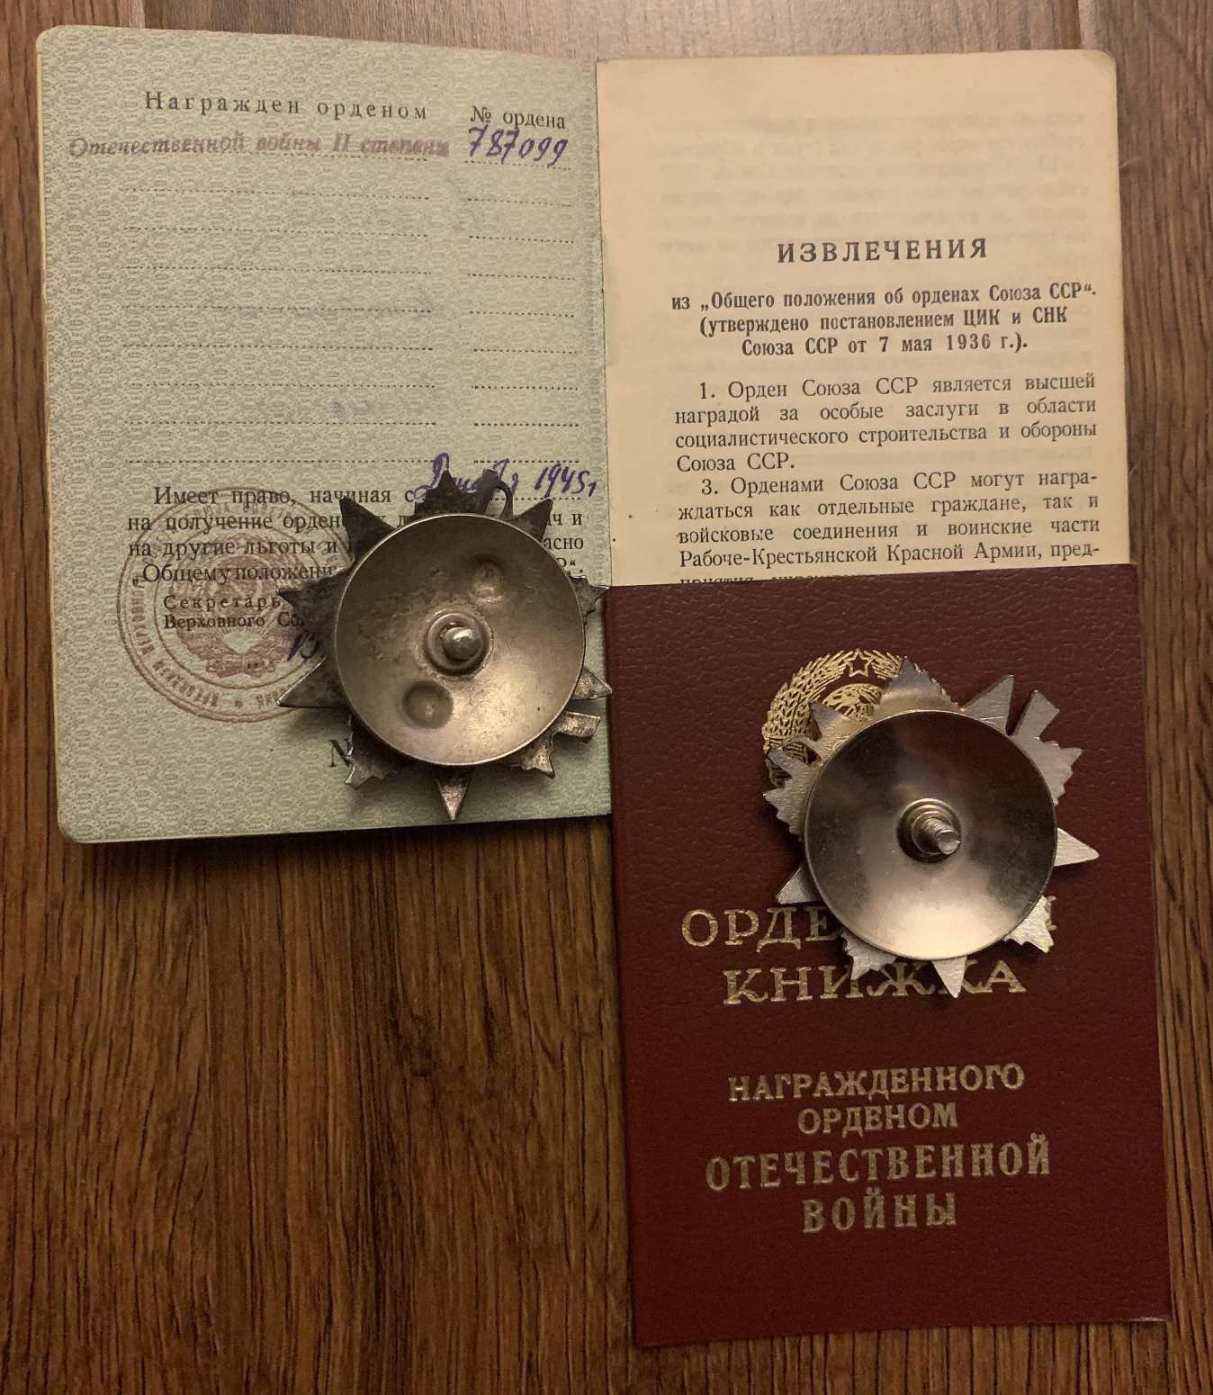 Награжден орденом
№ ордена
Отечественной войны II степени
787099
1945г
Имеет право, начиная с
на получение орден
и
на другие льготы и
„Общему положени
Секретарь
Верховного
ИЗВЛЕЧЕНИЯ
из „Общего положения об орденах Союза ССР“.
(утверждено постановлением ЦИК и СНК
Союза ССР от 7 мая 1936 г.).
1. Орден Союза ССР является высшей
наградой за особые заслуги в области
социалистического строительства и обороны
Союза ССР.
3. Орденами Союза ССР могут награ-
ждаться как отдельные граждане, так и
войсковые соединения и воинские части
Рабоче-Крестьянской Красной Армии, пред-
ОРДЕ
КНИЖКА
НАГРАЖДЕННОГО
ОРДЕНОМ
ОТЕЧЕСТВЕННОЙ
ВОЙНЫ